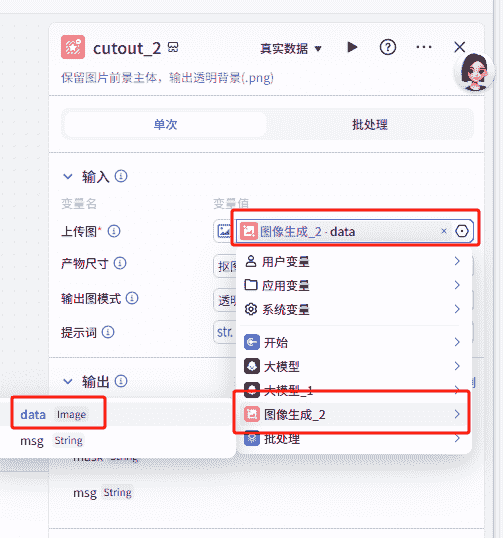 cutout_2 真实数据
保留图片前景主体，输出透明背景(.png)
单次 批处理
输入
变量名 变量值
上传图* 图像生成_2 - data ×
产物尺寸 抠图
输出图模式 透明
提示词 str.
用户变量
应用变量
系统变量
开始
大模型
大模型_1
图像生成_2
批处理
输出
data Image
msg String
mask String
msg String